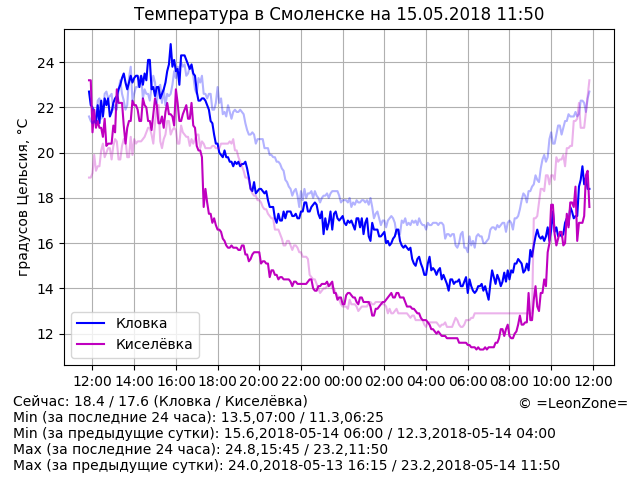 Температура в Смоленске на 15.05.2018 11:50
24
22
20
18
16
14
12
градусов Цельсия, °C
Кловка
Киселёвка
12:00 14:00 16:00 18:00 20:00 22:00 00:00 02:00 04:00 06:00 08:00 10:00 12:00
Сейчас: 18.4 / 17.6 (Кловка / Киселёвка)
© =LeonZone=
Min (за последние 24 часа): 13.5,07:00 / 11.3,06:25
Min (за предыдущие сутки): 15.6,2018-05-14 06:00 / 12.3,2018-05-14 04:00
Max (за последние 24 часа): 24.8,15:45 / 23.2,11:50
Max (за предыдущие сутки): 24.0,2018-05-13 16:15 / 23.2,2018-05-14 11:50